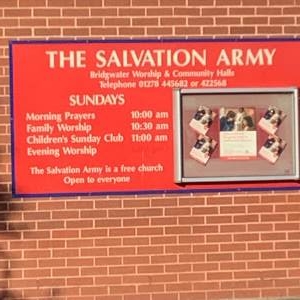 THE SALVATION ARMY
Bridgwater Worship & Community Halls
Telephone 01278 445682 or 422568
SUNDAYS
Morning Prayers 10:00 am
Family Worship 10:30 am
Children's Sunday Club 11:00 am
Evening Worship
The Salvation Army is a free church
Open to everyone